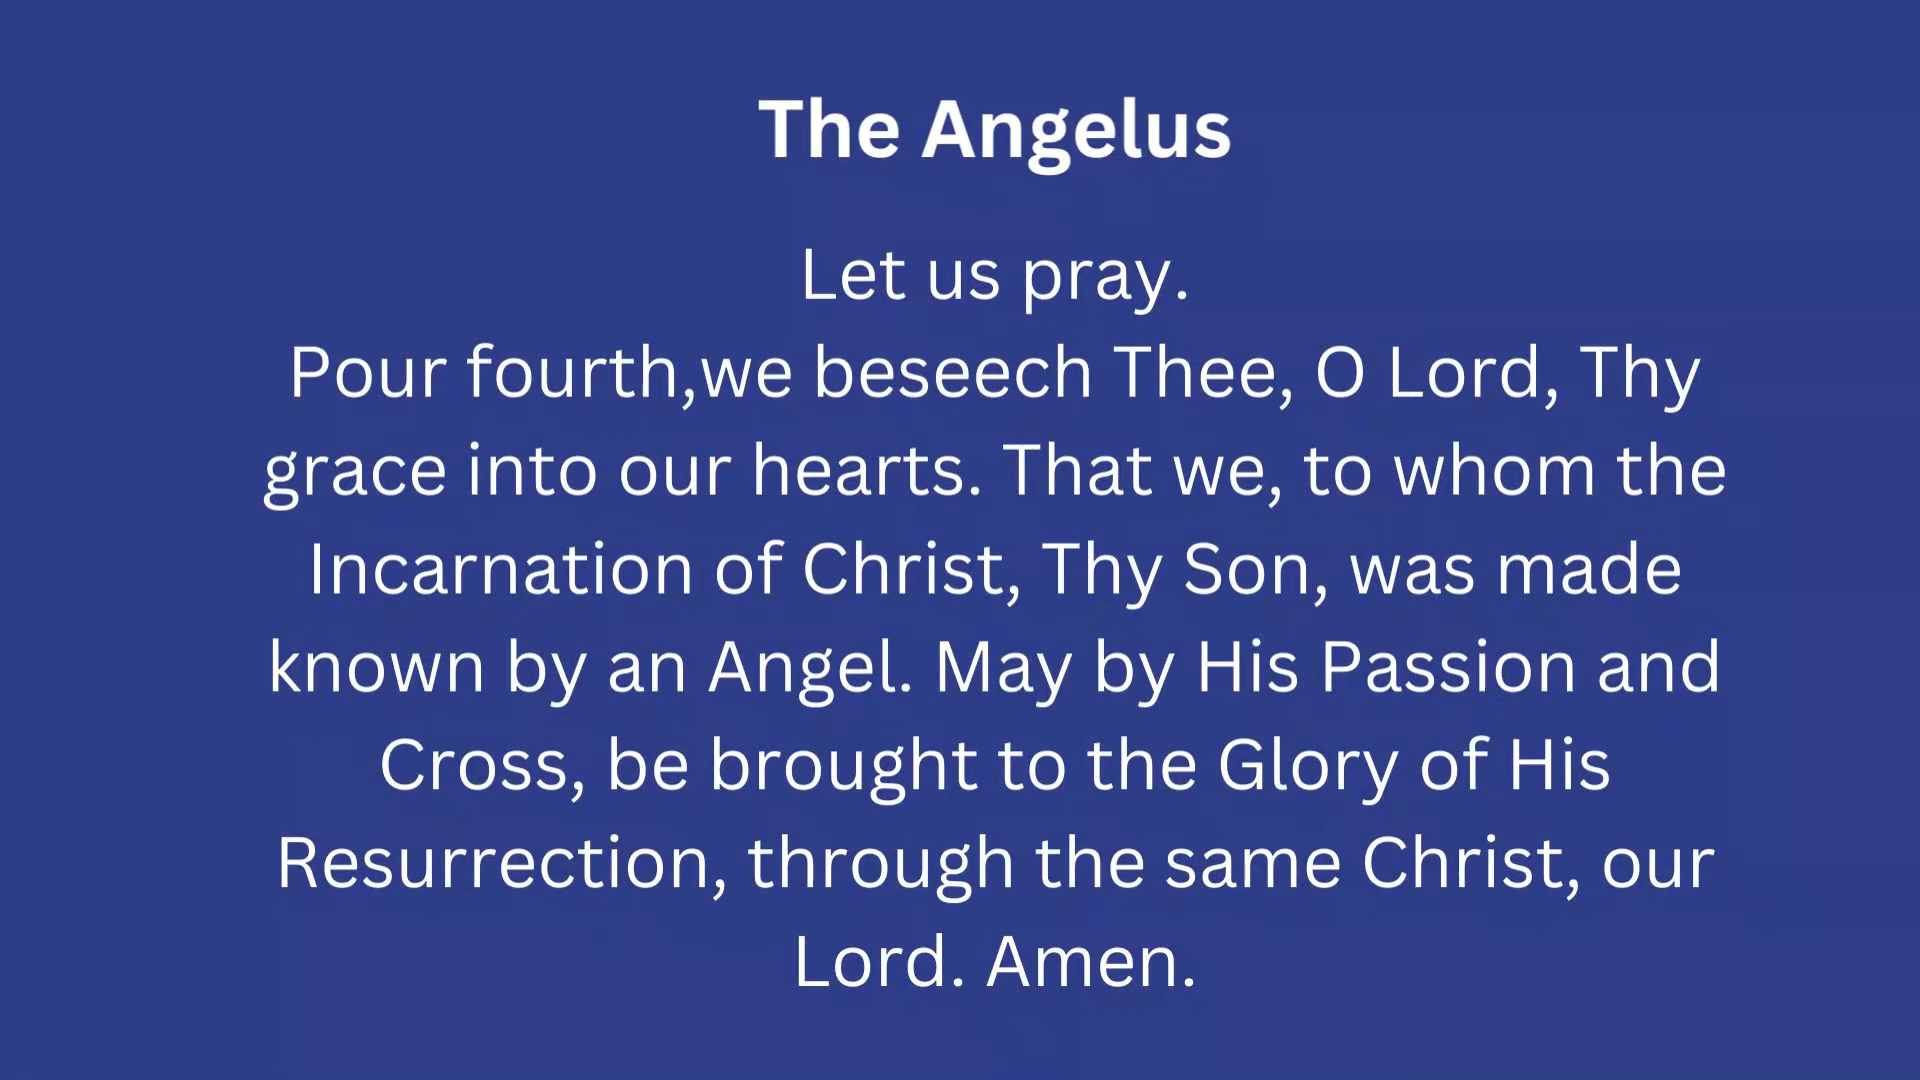 The Angelus
Let us pray.
Pour fourth,we beseech Thee, O Lord, Thy
grace into our hearts. That we, to whom the
Incarnation of Christ, Thy Son, was made
known by an Angel. May by His Passion and
Cross, be brought to the Glory of His
Resurrection, through the same Christ, our
Lord. Amen.